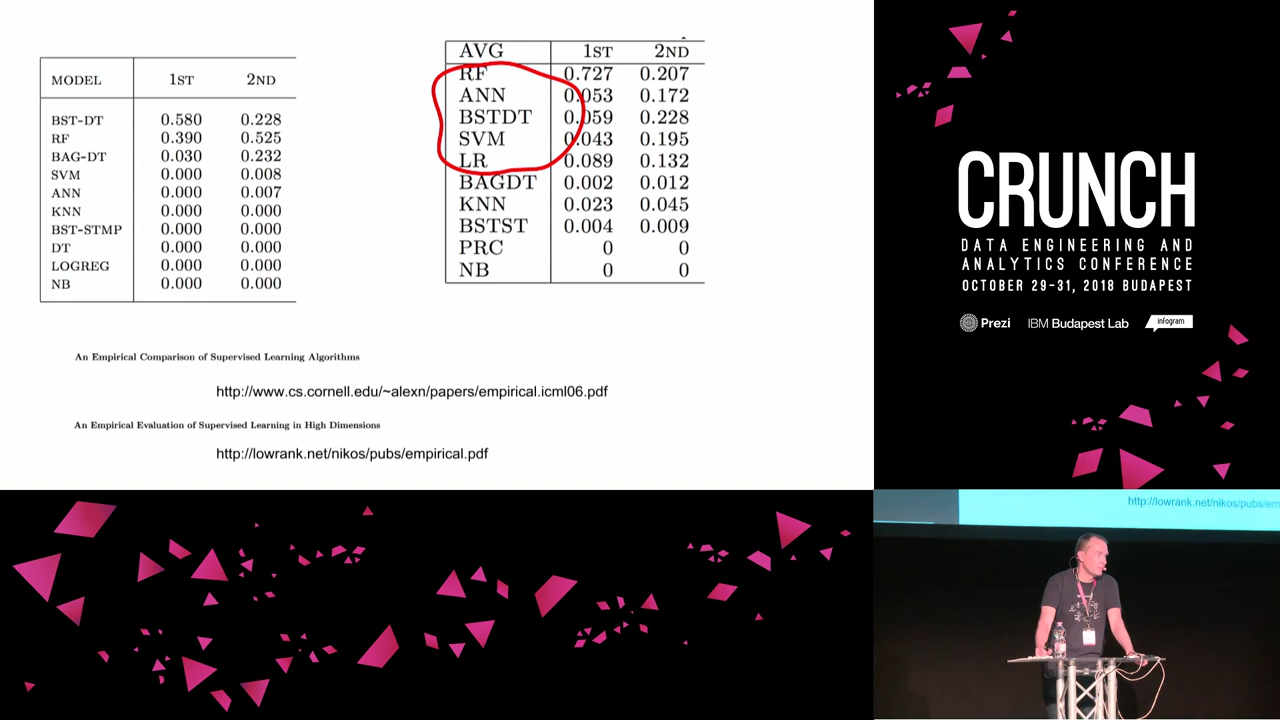 MODEL 1ST 2ND
BST-DT 0.580 0.228
RF 0.390 0.525
BAG-DT 0.030 0.232
SVM 0.000 0.008
ANN 0.000 0.007
KNN 0.000 0.000
BST-STMP 0.000 0.000
DT 0.000 0.000
LOGREG 0.000 0.000
NB 0.000 0.000
AVG 1ST 2ND
RF 0.727 0.207
ANN 0.053 0.172
BSTDT 0.059 0.228
SVM 0.043 0.195
LR 0.089 0.132
BAGDT 0.002 0.012
KNN 0.023 0.045
BSTST 0.004 0.009
PRC 0 0
NB 0 0
An Empirical Comparison of Supervised Learning Algorithms
http://www.cs.cornell.edu/~alexn/papers/empirical.icml06.pdf
An Empirical Evaluation of Supervised Learning in High Dimensions
http://lowrank.net/nikos/pubs/empirical.pdf
CRUNCH
DATA ENGINEERING AND
ANALYTICS CONFERENCE
OCTOBER 29-31, 2018 BUDAPEST
Prezi IBM Budapest Lab infogram
http://lowrank.net/nikos/pubs/em